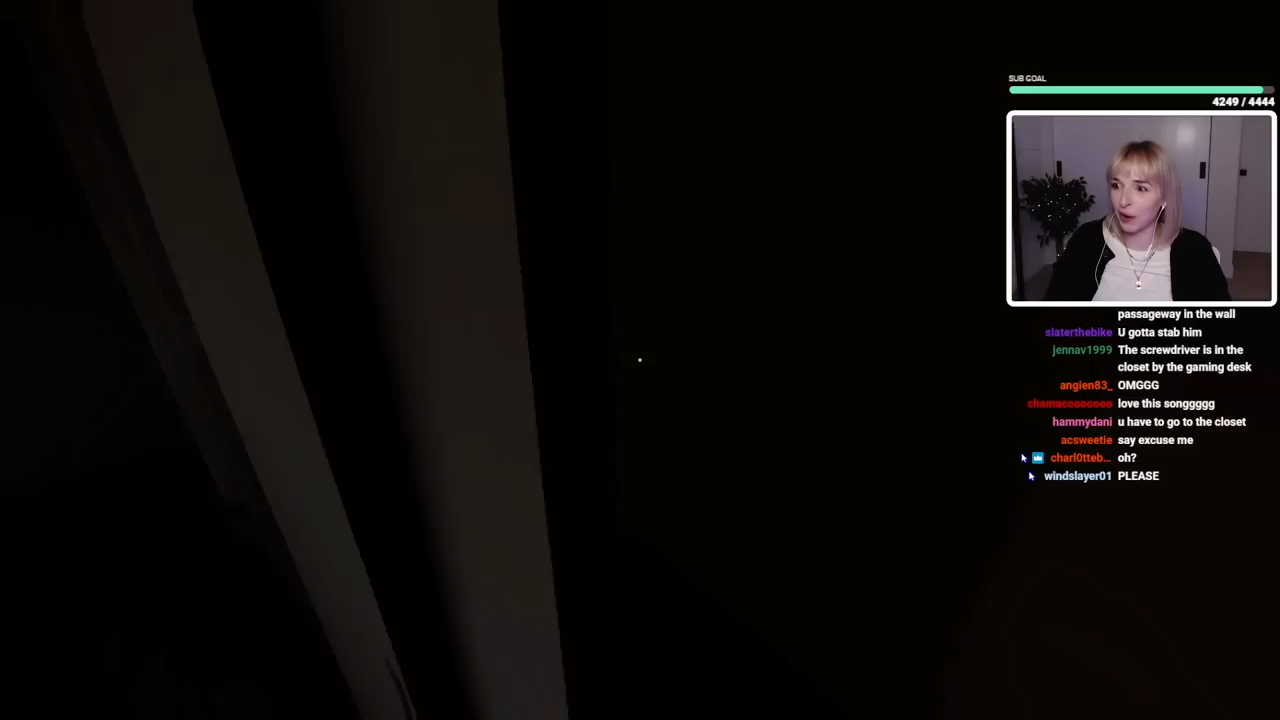 SUB GOAL
4249 / 4444
passageway in the wall
slaterthebike U gotta stab him
jennav1999 The screwdriver is in the
closet by the gaming desk
angien83_ OMGGG
chamacooooooo love this songgggg
hammydani u have to go to the closet
acsweetie say excuse me
charl0tteb... oh?
windslayer01 PLEASE